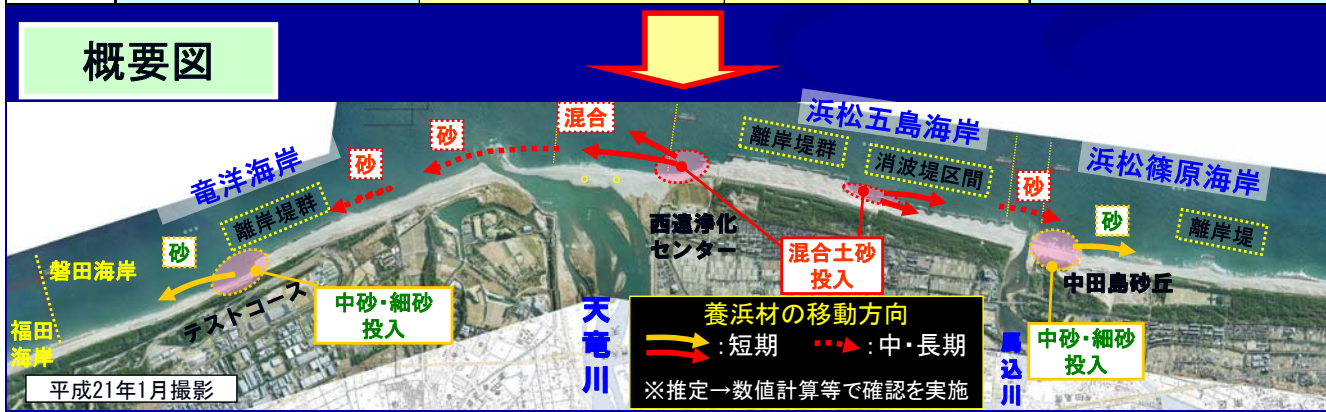 概要図
竜洋海岸
浜松五島海岸
浜松篠原海岸
混合
砂
砂
砂
砂
砂
離岸堤群
離岸堤群
消波堤区間
離岸堤
磐田海岸
福田
海岸
テストコース
西遠浄化
センター
中田島砂丘
中砂・細砂
投入
混合土砂
投入
中砂・細砂
投入
天竜川
馬込川
養浜材の移動方向
:短期
:中・長期
※推定→数値計算等で確認を実施
平成21年1月撮影